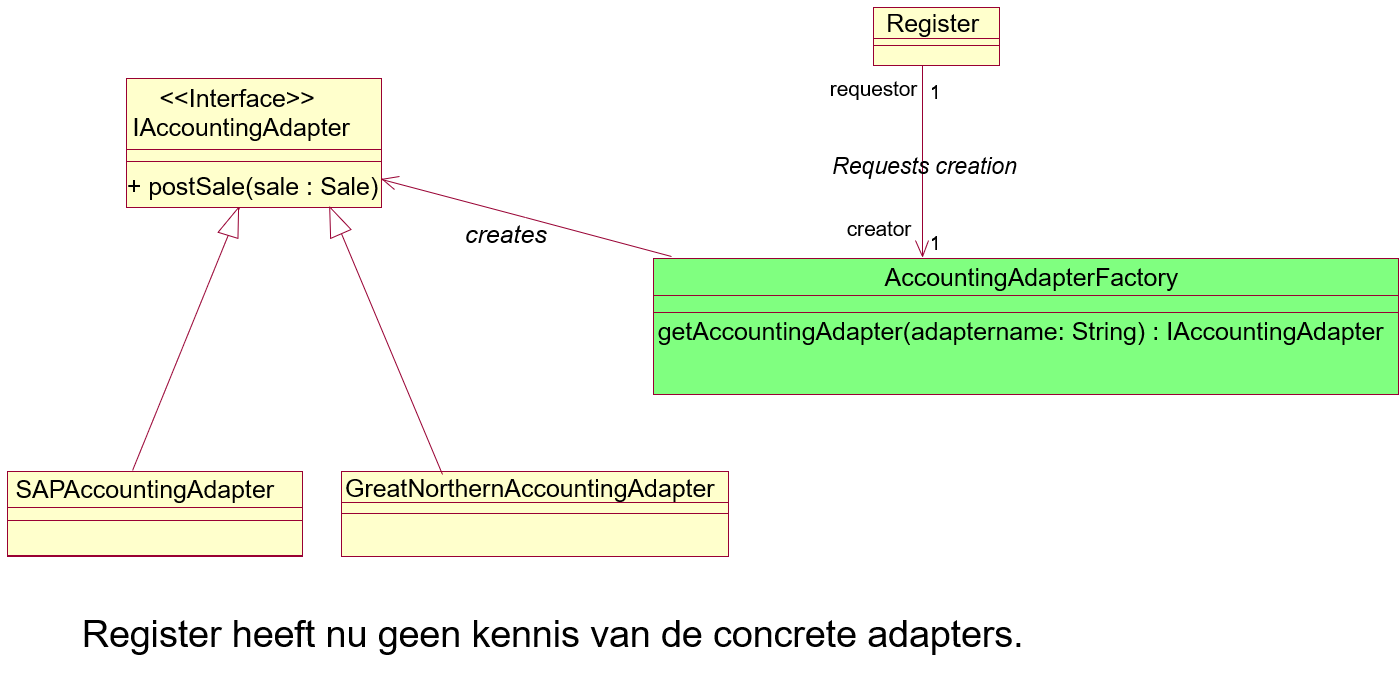 Register
requestor
1
<<Interface>>
IAccountingAdapter
+ postSale(sale : Sale)
Requests creation
creates
creator
1
AccountingAdapterFactory
getAccountingAdapter(adaptername: String) : IAccountingAdapter
SAPAccountingAdapter
GreatNorthernAccountingAdapter
Register heeft nu geen kennis van de concrete adapters.